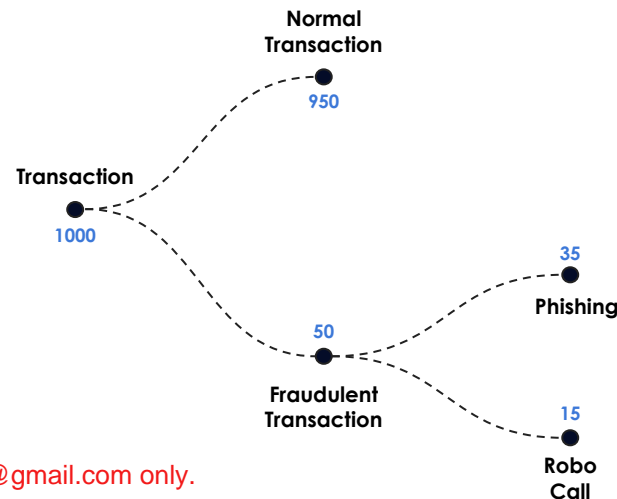 Normal
Transaction
950
Transaction
1000
35
Phishing
50
Fraudulent
Transaction
15
Robo
Call
@gmail.com only.